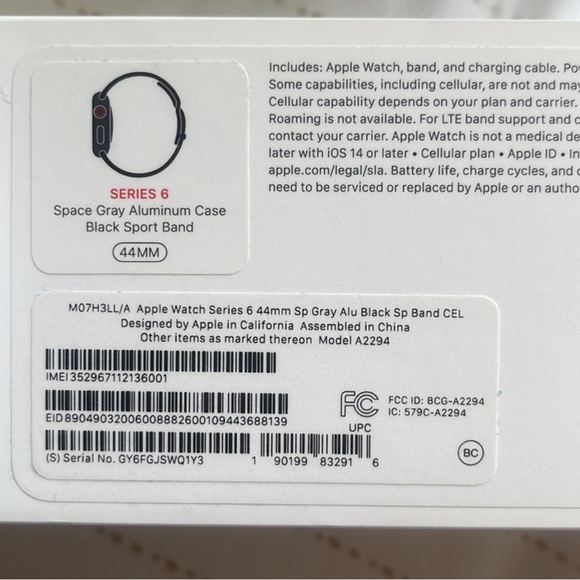 SERIES 6
Space Gray Aluminum Case
Black Sport Band
44MM
Includes: Apple Watch, band, and charging cable.
Some capabilities, including cellular, are not and may
Cellular capability depends on your plan and carrier.
Roaming is not available. For LTE band support and
contact your carrier. Apple Watch is not a medical
later with iOS 14 or later • Cellular plan • Apple ID •
apple.com/legal/sla. Battery life, charge cycles, and
need to be serviced or replaced by Apple or an
M07H3LL/A Apple Watch Series 6 44mm Sp Gray Alu Black Sp Band CEL
Designed by Apple in California Assembled in China
Other items as marked thereon Model A2294
IMEI 352967112136001
EID 89049032006008882600109443688139
(S) Serial No. GY6FGJSWQ1Y3
FC
FCC ID: BCG-A2294
IC: 579C-A2294
UPC
1 90199 83291 6
BC